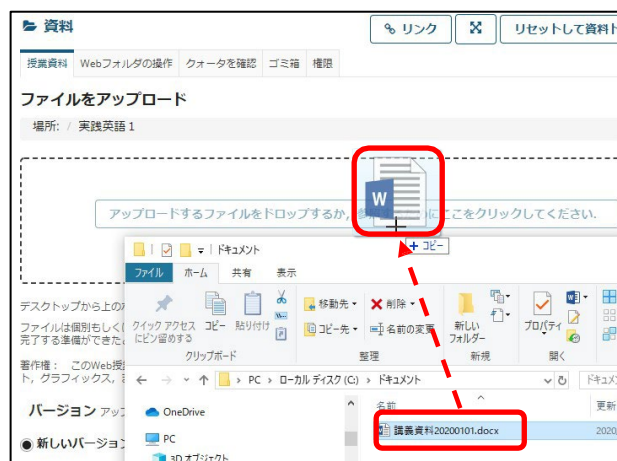 資料
リンク
リセットして資料
授業資料 Webフォルダの操作 クォータを確認 ゴミ箱 権限
ファイルをアップロード
場所: / 実践英語1
アップロードするファイルをドロップするか, ここをクリックしてください.
W
コピー
ドキュメント
ファイル ホーム 共有 表示
クイック アクセスにピン留めする
コピー
貼り付け
移動先
コピー先
削除
名前の変更
新しいフォルダー
プロパティ
クリップボード 整理 新規 開く
デスクトップから上の
ファイルは個別もしく
完了する準備ができた
著作権: このWeb授
ト, グラフィックス,
PC > ローカル ディスク (C:) > ドキュメント
バージョン アッ
新しいバージョン
OneDrive
PC
3D オブジェクト
名前 更新
講義資料20200101.docx 2020